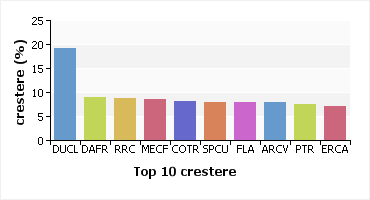 25
20
15
10
5
0
crestere (%)
DUCL DAFR RRC MECF COTR SPCU FLA ARCV PTR ERCA
Top 10 crestere